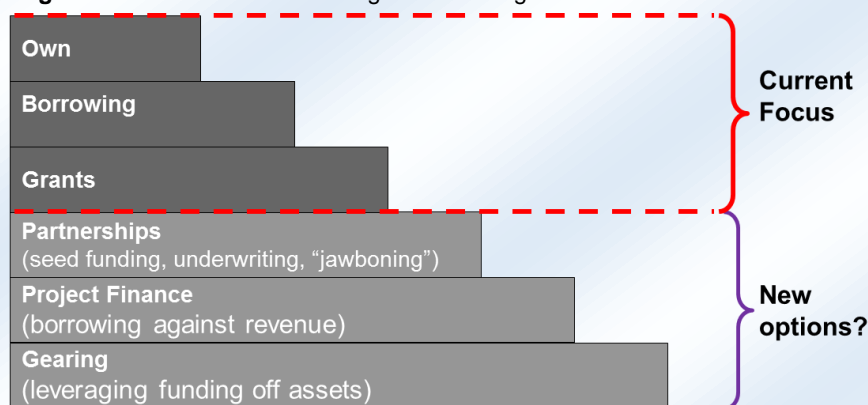 Own
Borrowing
Grants
Partnerships
(seed funding, underwriting, “jawboning”)
Project Finance
(borrowing against revenue)
Gearing
(leveraging funding off assets)
Current
Focus
New
options?